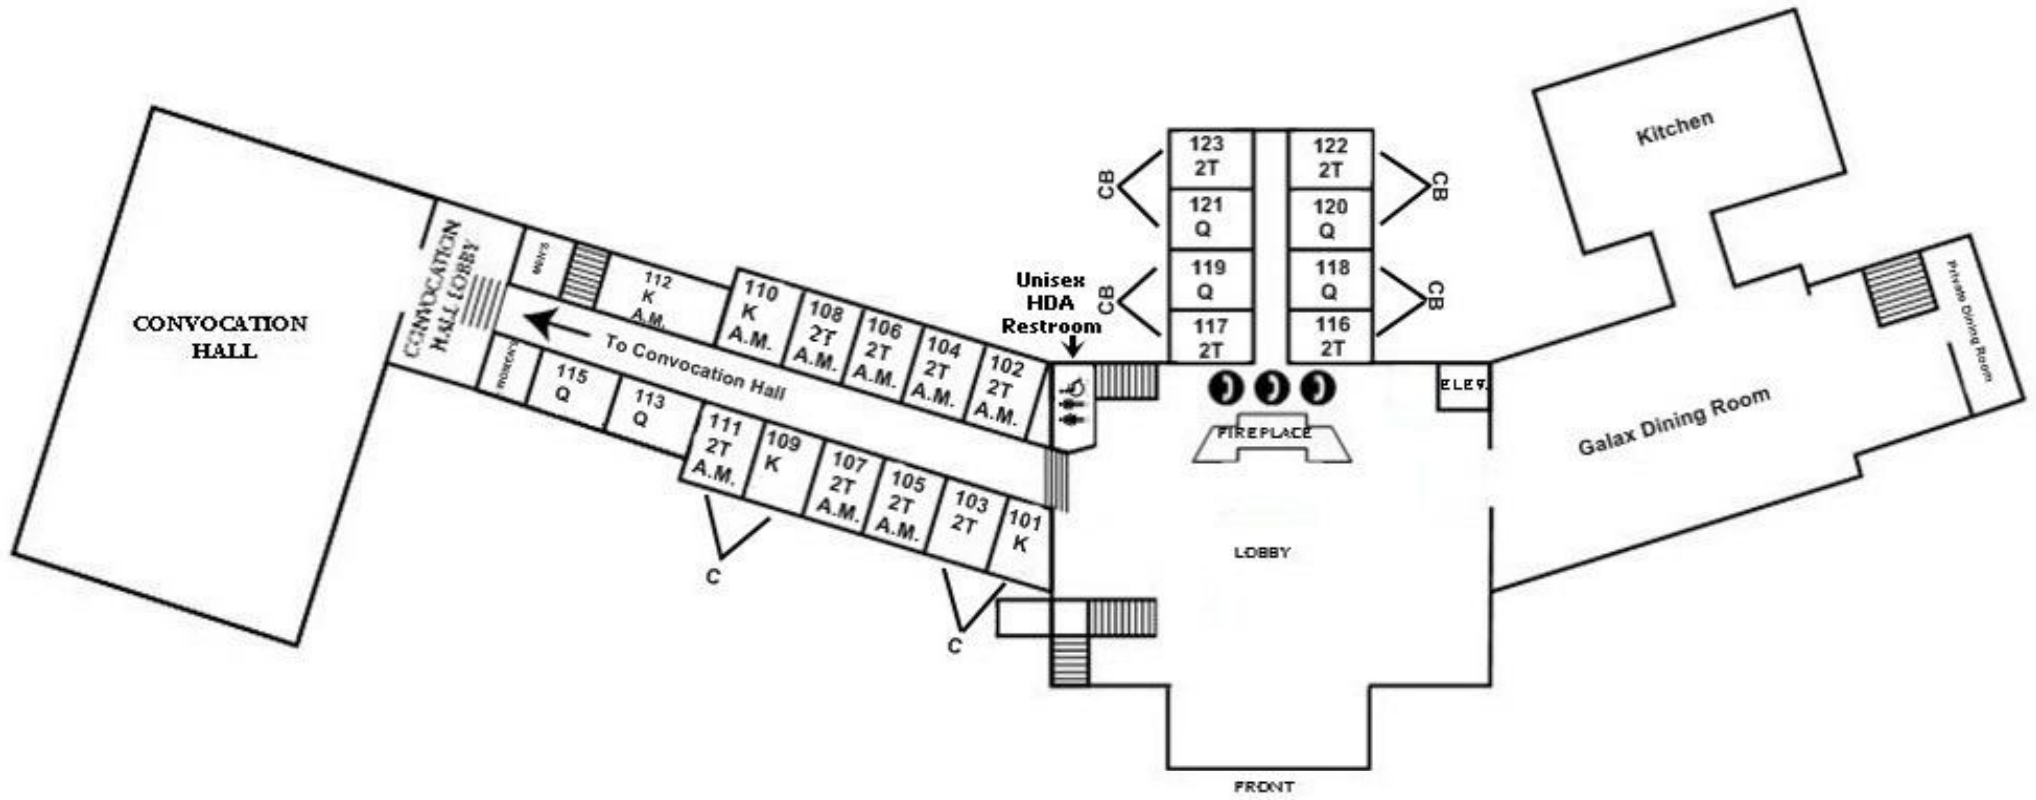 CONVOCATION
HALL
CONVOCATION
HALL LOBBY
MEN'S
WOMEN'S
To Convocation Hall
112
K
A.M.
110
K
A.M.
108
2T
A.M.
106
2T
A.M.
104
2T
A.M.
102
2T
A.M.
115
Q
113
Q
111
2T
A.M.
109
K
107
2T
A.M.
105
2T
A.M.
103
2T
101
K
C
C
Unisex
HDA
Restroom
CB
CB
123
2T
121
Q
119
Q
117
2T
122
2T
120
Q
118
Q
116
2T
CB
CB
FIREPLACE
ELEV.
LOBBY
FRONT
Kitchen
Galax Dining Room
Private Dining Room